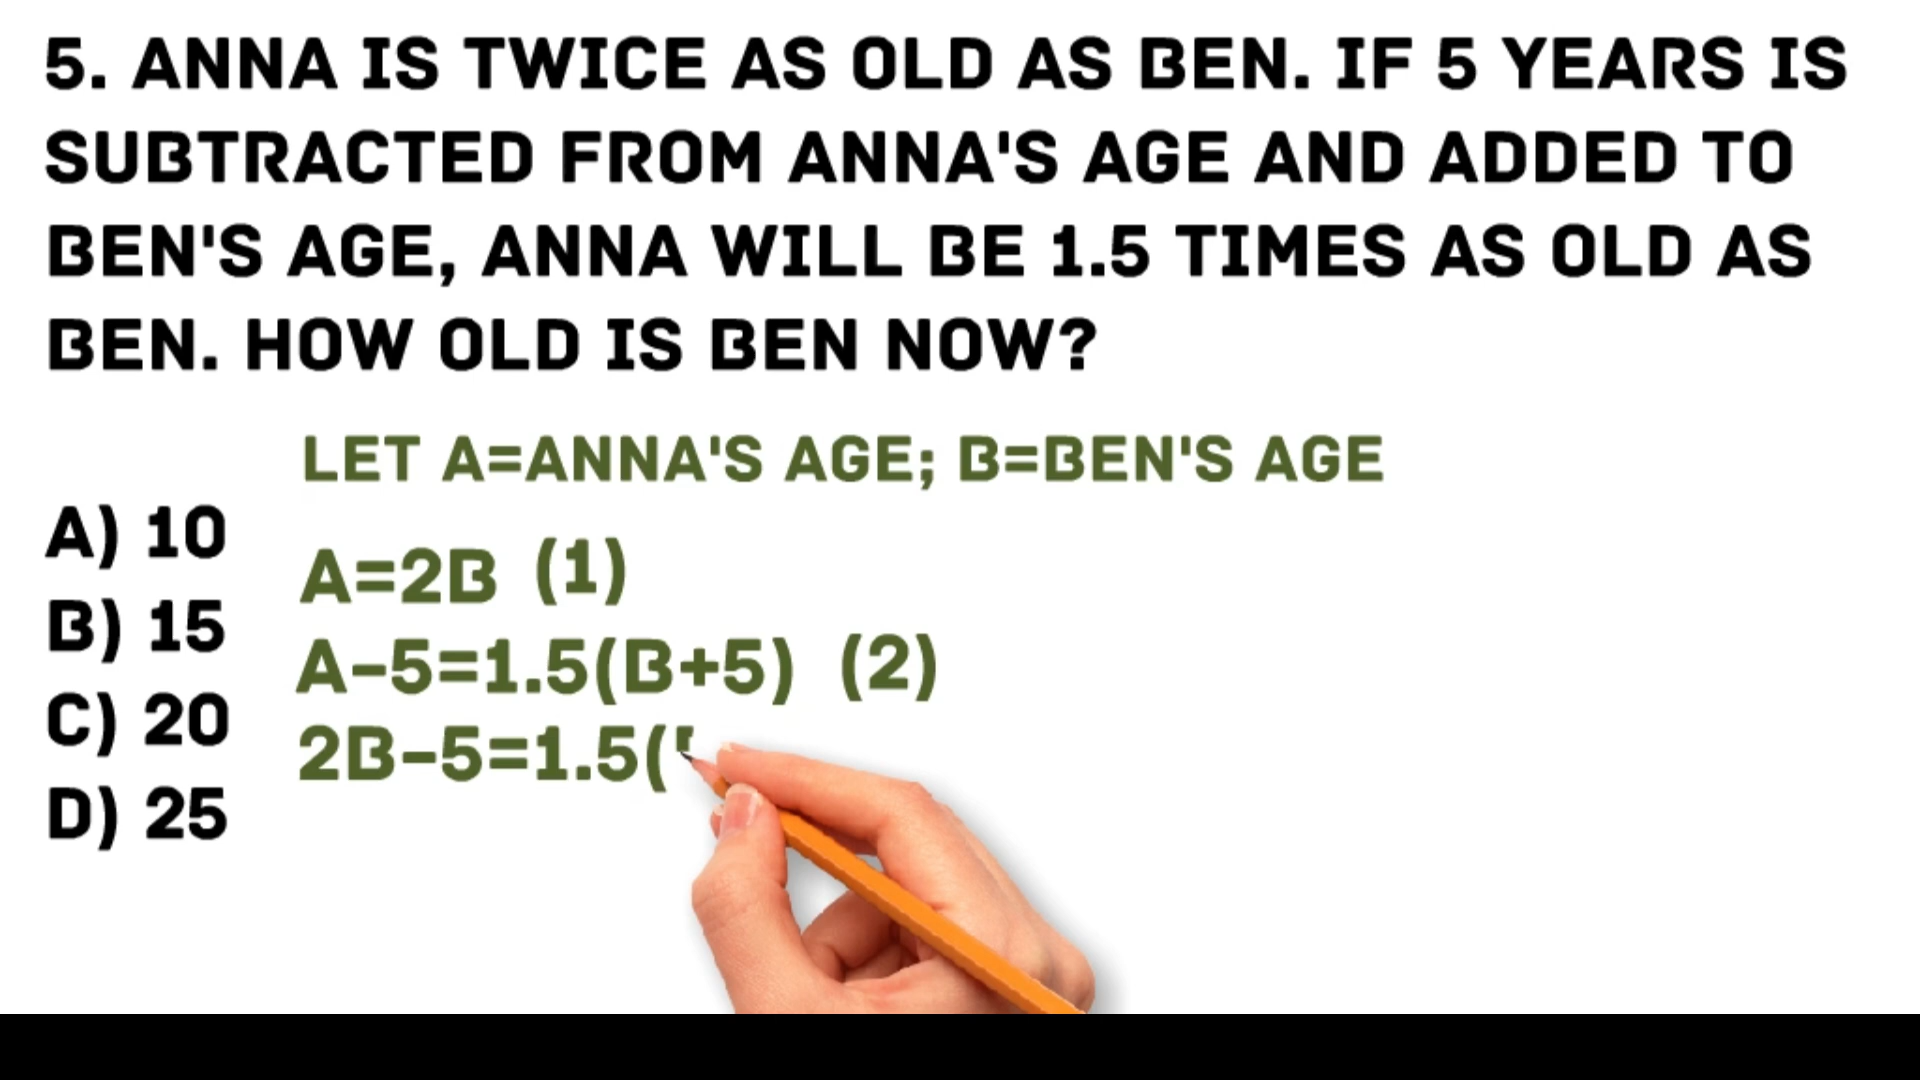 5. ANNA IS TWICE AS OLD AS BEN. IF 5 YEARS IS
SUBTRACTED FROM ANNA'S AGE AND ADDED TO
BEN'S AGE, ANNA WILL BE 1.5 TIMES AS OLD AS
BEN. HOW OLD IS BEN NOW?
LET A=ANNA'S AGE; B=BEN'S AGE
A) 10
B) 15
C) 20
D) 25
A=2B (1)
A-5=1.5(B+5) (2)
2B-5=1.5(